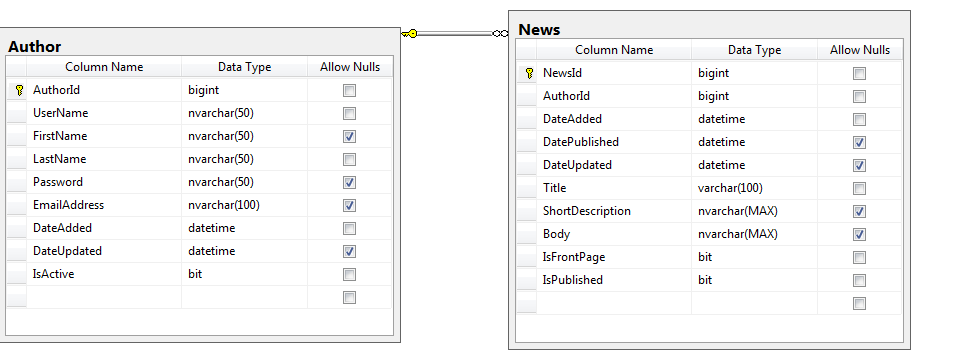 Author
Column Name Data Type Allow Nulls
AuthorId bigint
UserName nvarchar(50)
FirstName nvarchar(50)
LastName nvarchar(50)
Password nvarchar(50)
EmailAddress nvarchar(100)
DateAdded datetime
DateUpdated datetime
IsActive bit
News
Column Name Data Type Allow Nulls
NewsId bigint
AuthorId bigint
DateAdded datetime
DatePublished datetime
DateUpdated datetime
Title varchar(100)
ShortDescription nvarchar(MAX)
Body nvarchar(MAX)
IsFrontPage bit
IsPublished bit